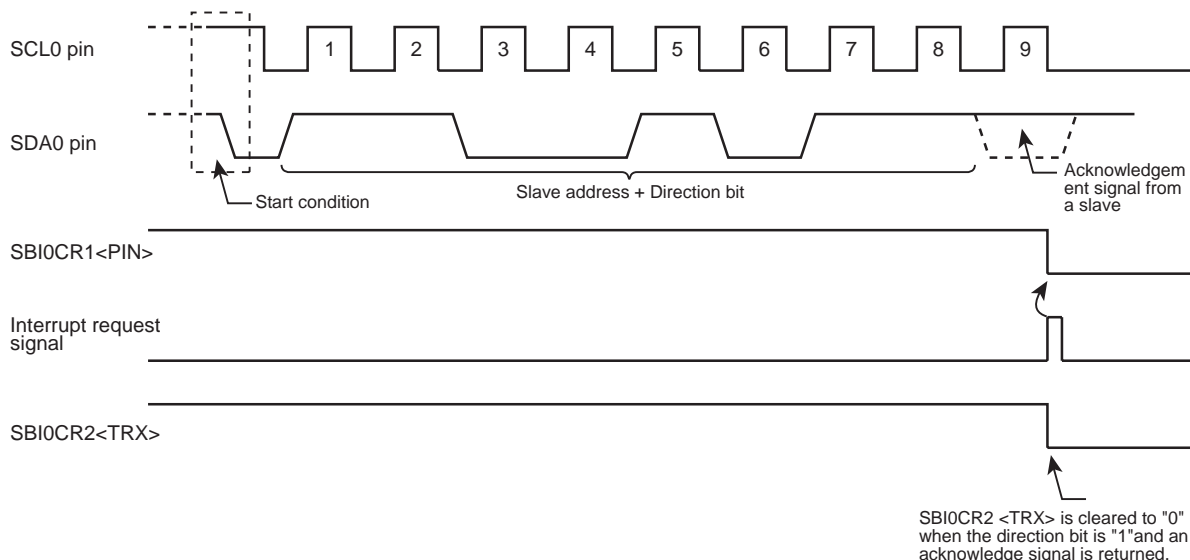 SCL0 pin
1 2 3 4 5 6 7 8 9
SDA0 pin
Start condition
Slave address + Direction bit
Acknowledgem
ent signal from
a slave
SBI0CR1<PIN>
Interrupt request
signal
SBI0CR2<TRX>
SBI0CR2 <TRX> is cleared to "0"
when the direction bit is "1"and an
acknowledge signal is returned.